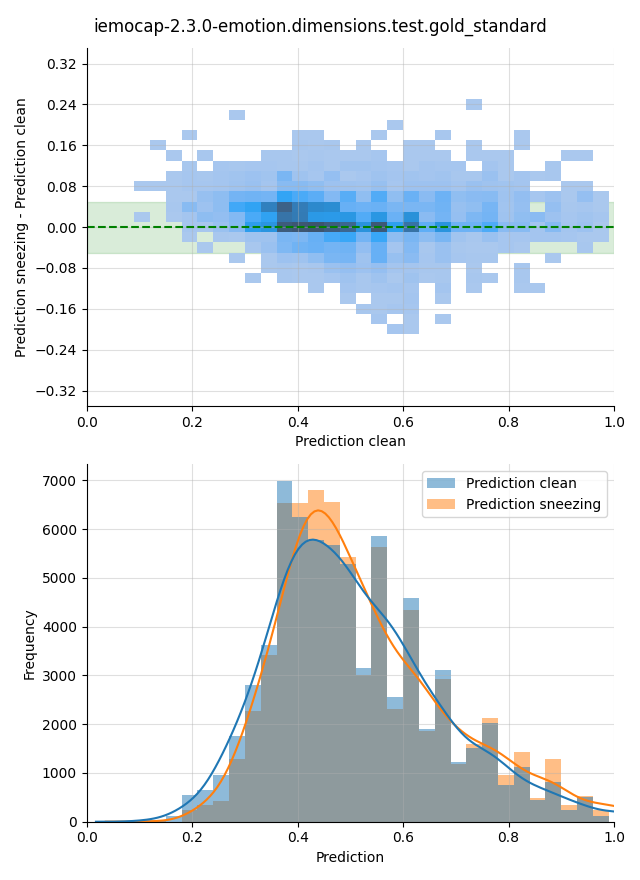 iemocap-2.3.0-emotion.dimensions.test.gold_standard
0.32
0.24
0.16
0.08
0.00
−0.08
−0.16
−0.24
−0.32
Prediction sneezing - Prediction clean
0.0 0.2 0.4 0.6 0.8 1.0
Prediction clean
7000
6000
5000
4000
3000
2000
1000
0
Frequency
Prediction clean
Prediction sneezing
0.0 0.2 0.4 0.6 0.8 1.0
Prediction